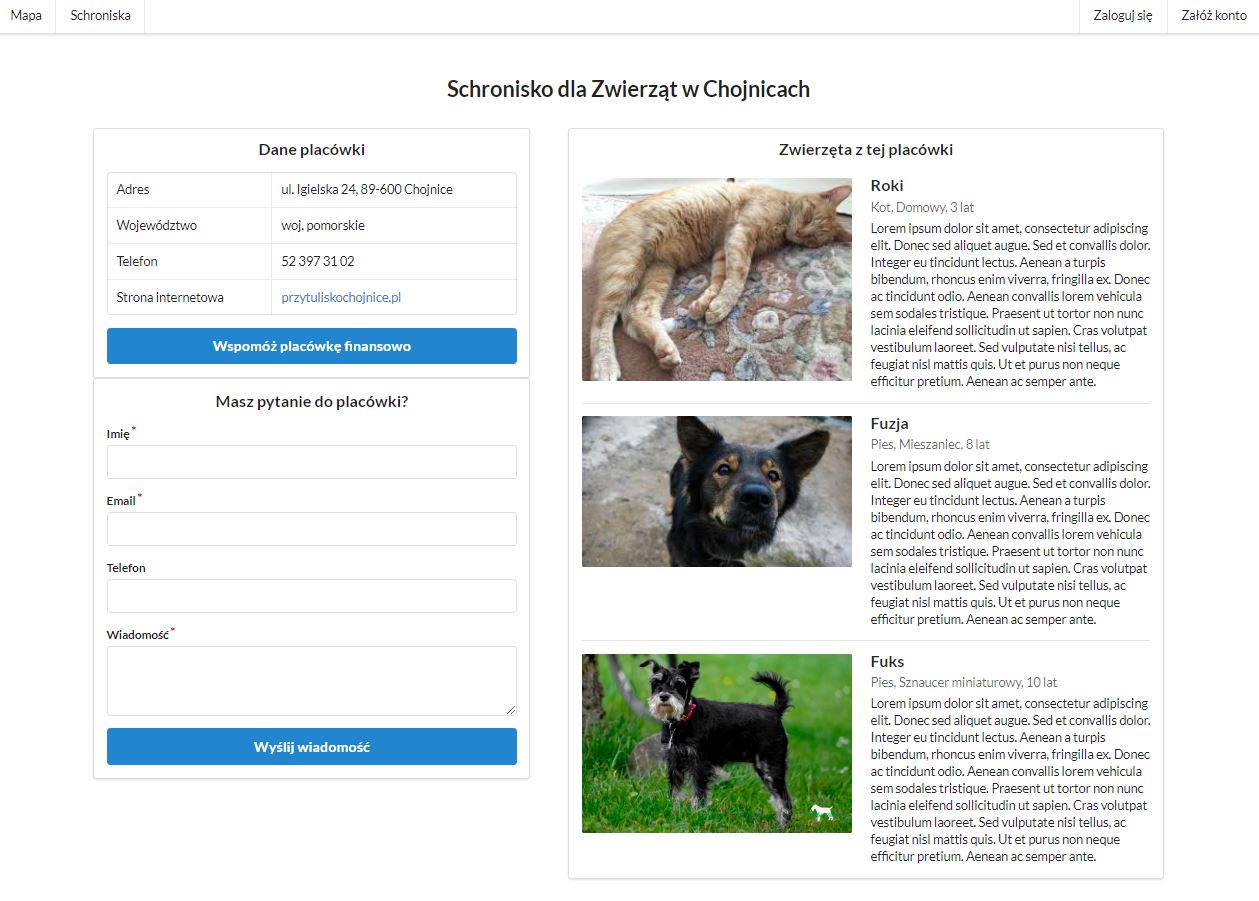 Mapa
Schroniska
Zaloguj się
Załóż konto
Schronisko dla Zwierząt w Chojnicach
Dane placówki
Adres ul. Igielska 24, 89-600 Chojnice
Województwo woj. pomorskie
Telefon 52 397 31 02
Strona internetowa przytuliskochojnice.pl
Wspomóż placówkę finansowo
Masz pytanie do placówki?
Imię *
Email *
Telefon
Wiadomość *
Wyślij wiadomość
Zwierzęta z tej placówki
Roki
Kot, Domowy, 3 lat
Lorem ipsum dolor sit amet, consectetur adipiscing
elit. Donec sed aliquet augue. Sed et convallis dolor.
Integer eu tincidunt lectus. Aenean a turpis
bibendum, rhoncus enim viverra, fringilla ex. Donec
ac tincidunt odio. Aenean convallis lorem vehicula
sem sodales tristique. Praesent ut tortor non nunc
lacinia eleifend sollicitudin ut sapien. Cras volutpat
vestibulum laoreet. Sed vulputate nisi tellus, ac
feugiat nisl mattis quis. Ut et purus non neque
efficitur pretium. Aenean ac semper ante.
Fuzja
Pies, Mieszaniec, 8 lat
Lorem ipsum dolor sit amet, consectetur adipiscing
elit. Donec sed aliquet augue. Sed et convallis dolor.
Integer eu tincidunt lectus. Aenean a turpis
bibendum, rhoncus enim viverra, fringilla ex. Donec
ac tincidunt odio. Aenean convallis lorem vehicula
sem sodales tristique. Praesent ut tortor non nunc
lacinia eleifend sollicitudin ut sapien. Cras volutpat
vestibulum laoreet. Sed vulputate nisi tellus, ac
feugiat nisl mattis quis. Ut et purus non neque
efficitur pretium. Aenean ac semper ante.
Fuks
Pies, Sznaucer miniaturowy, 10 lat
Lorem ipsum dolor sit amet, consectetur adipiscing
elit. Donec sed aliquet augue. Sed et convallis dolor.
Integer eu tincidunt lectus. Aenean a turpis
bibendum, rhoncus enim viverra, fringilla ex. Donec
ac tincidunt odio. Aenean convallis lorem vehicula
sem sodales tristique. Praesent ut tortor non nunc
lacinia eleifend sollicitudin ut sapien. Cras volutpat
vestibulum laoreet. Sed vulputate nisi tellus, ac
feugiat nisl mattis quis. Ut et purus non neque
efficitur pretium. Aenean ac semper ante.